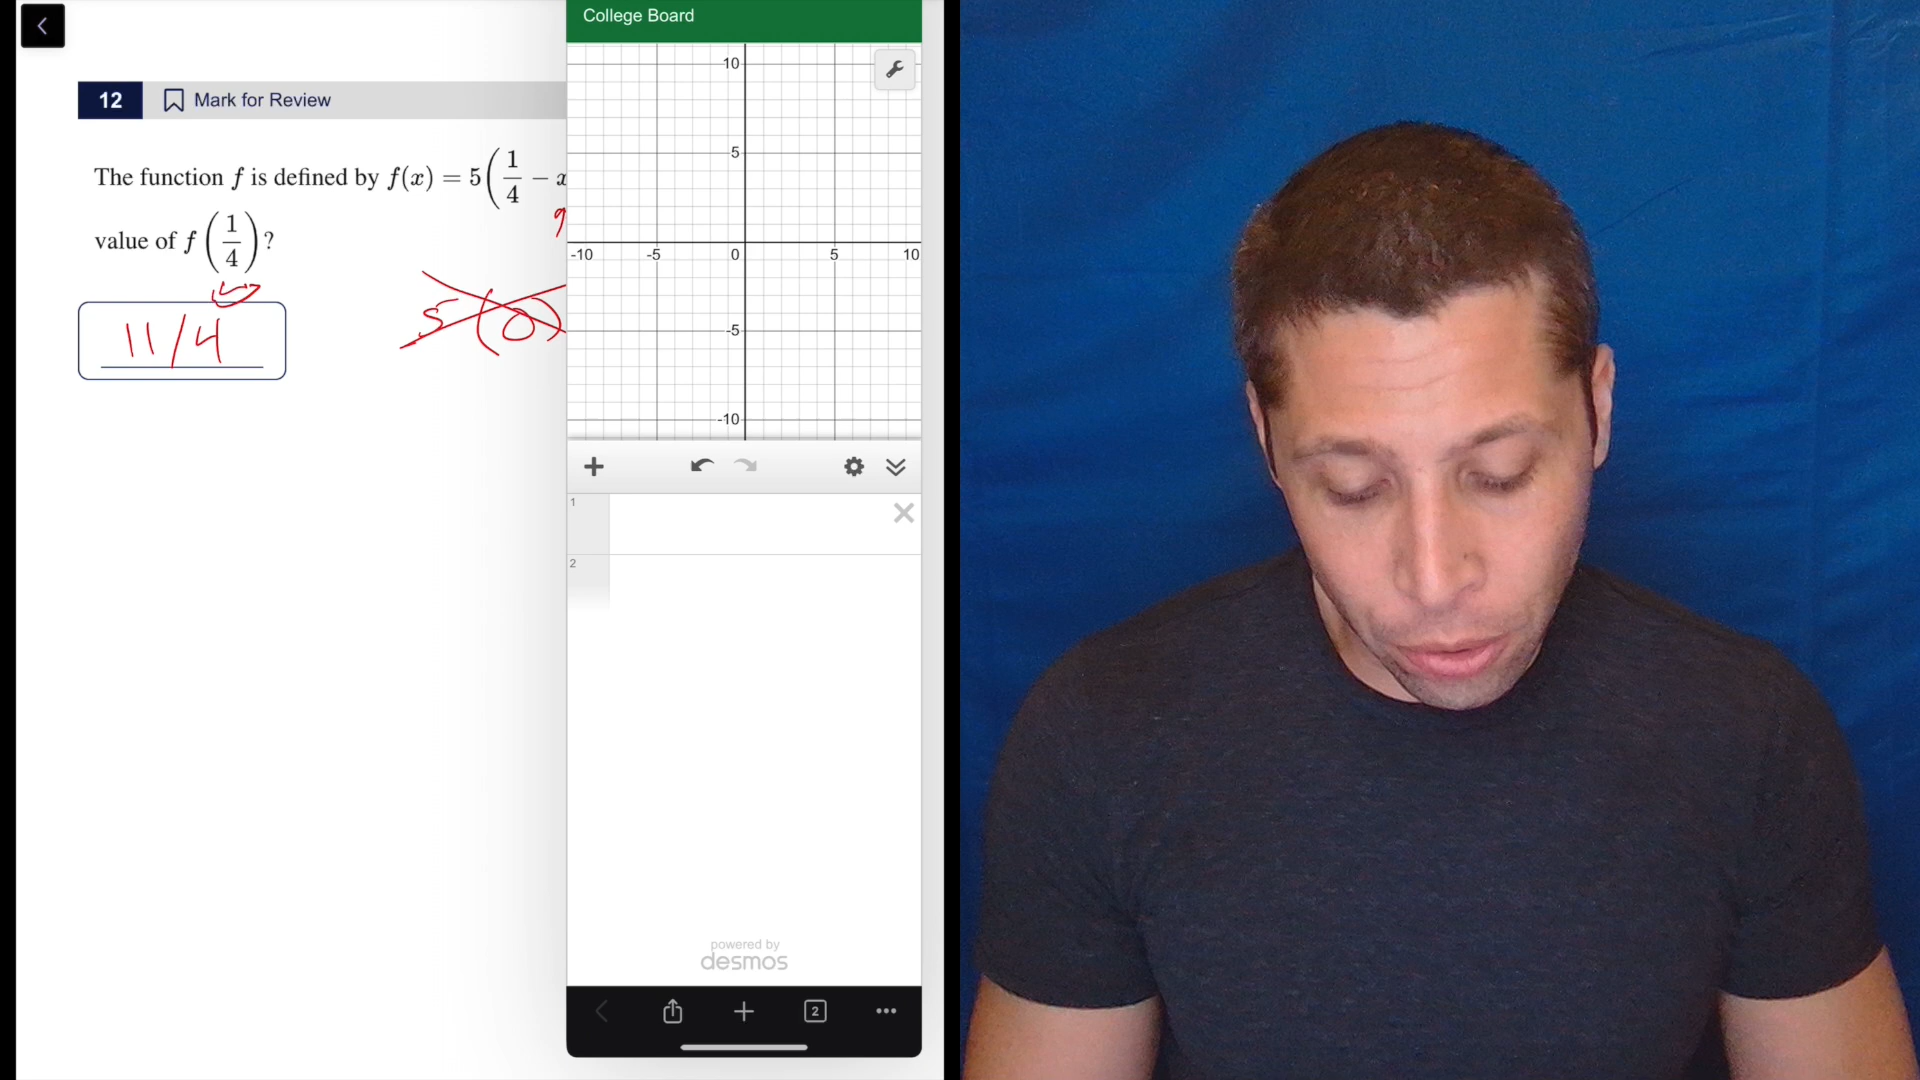 College Board
12 Mark for Review
The function f is defined by f(x) = 5(1/4 − x
value of f(1/4)?
11/4
5(0)
10
5
-10 -5 0 5 10
-5
-10
1
2
powered by
desmos
2